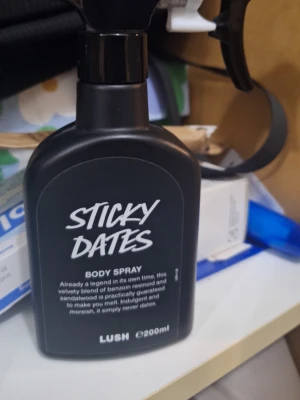 STICKY
DATES
BODY SPRAY
Already a legend in its own time, this
velvety blend of benzoin resinoid and
sandalwood is practically guaranteed
to make you melt. Indulgent and
moreish, it simply never dates.
LUSH ℮200ml